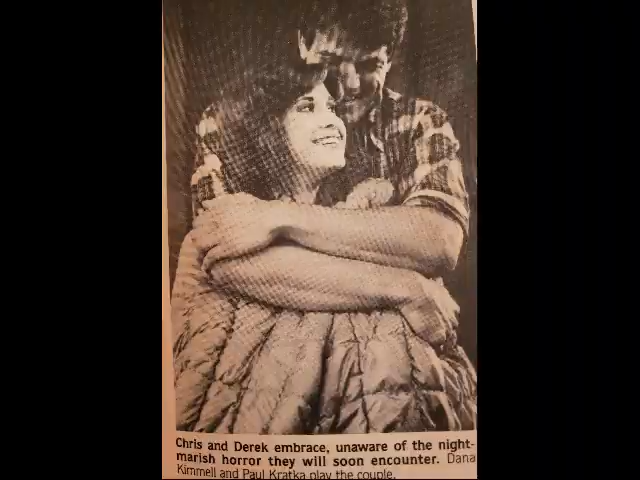 Chris and Derek embrace, unaware of the night-
marish horror they will soon encounter. Dana
Kimmell and Paul Kratka play the couple.